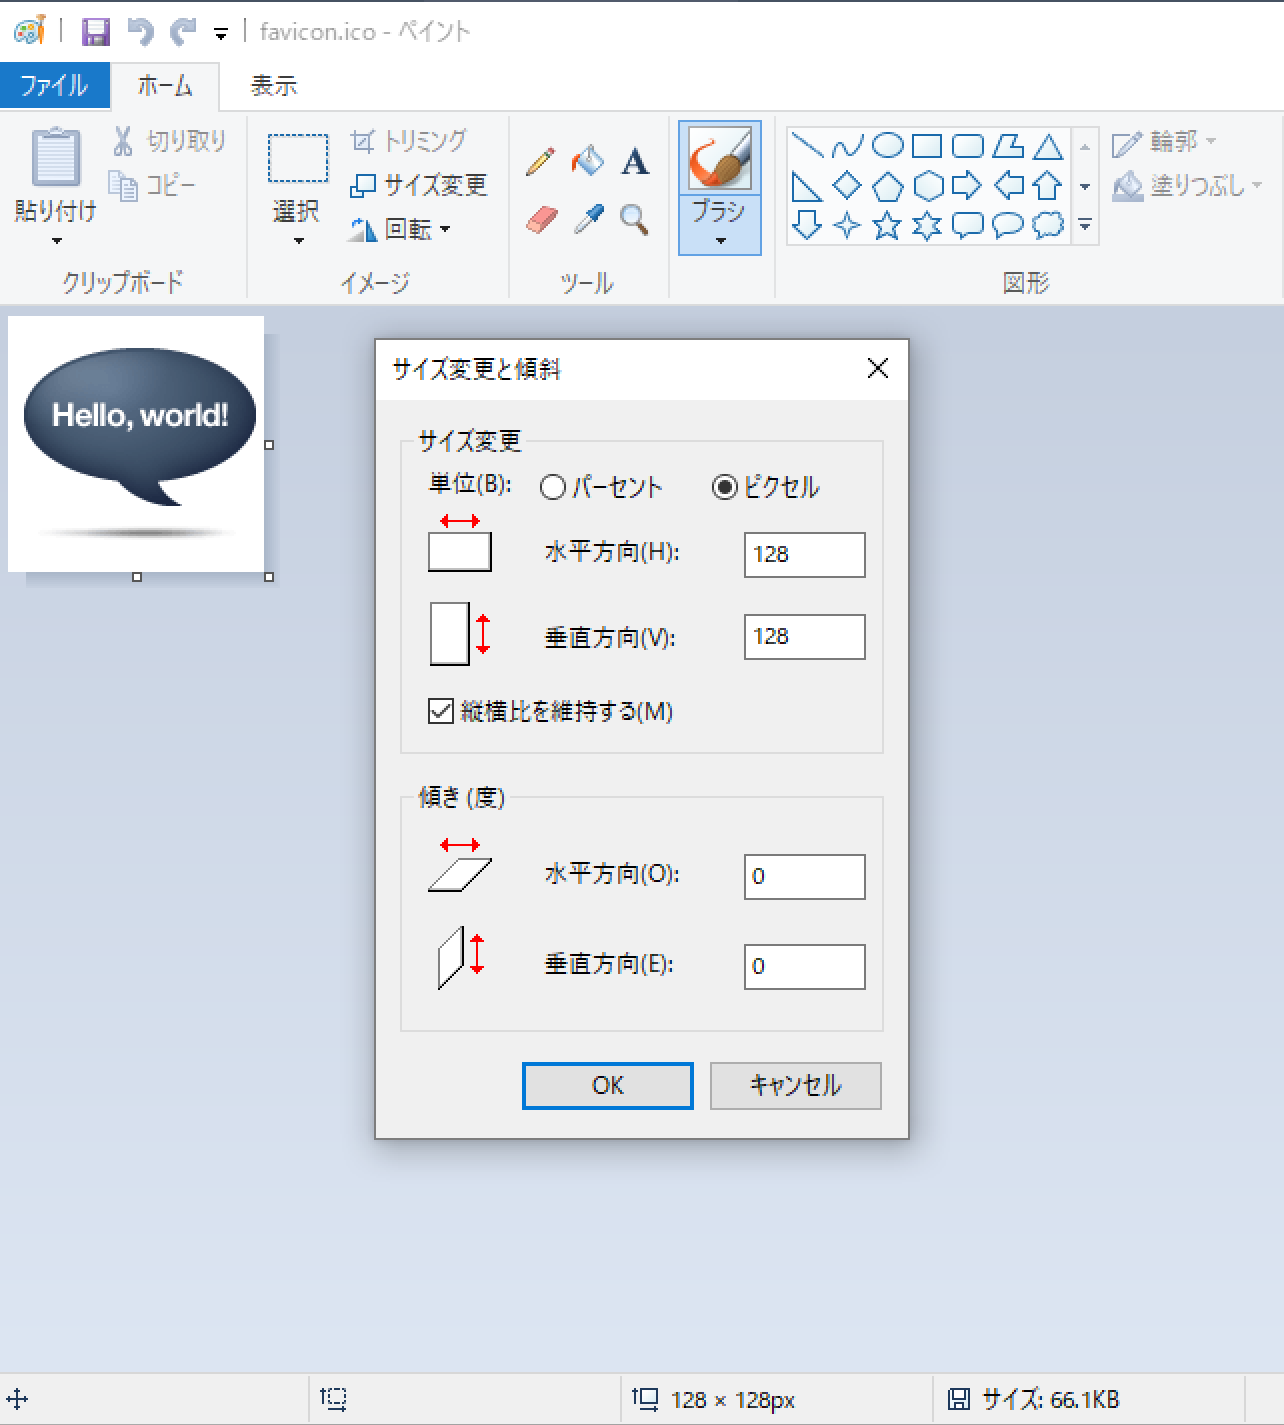 favicon.ico - ペイント
ファイル ホーム 表示
貼り付け
切り取り
コピー
クリップボード
選択
トリミング
サイズ変更
回転
イメージ
A
ツール
ブラシ
輪郭
塗りつぶし
図形
Hello, world!
サイズ変更と傾斜
サイズ変更
単位(B): パーセント ピクセル
水平方向(H): 128
垂直方向(V): 128
縦横比を維持する(M)
傾き (度)
水平方向(O): 0
垂直方向(E): 0
OK キャンセル
128 × 128px サイズ: 66.1KB